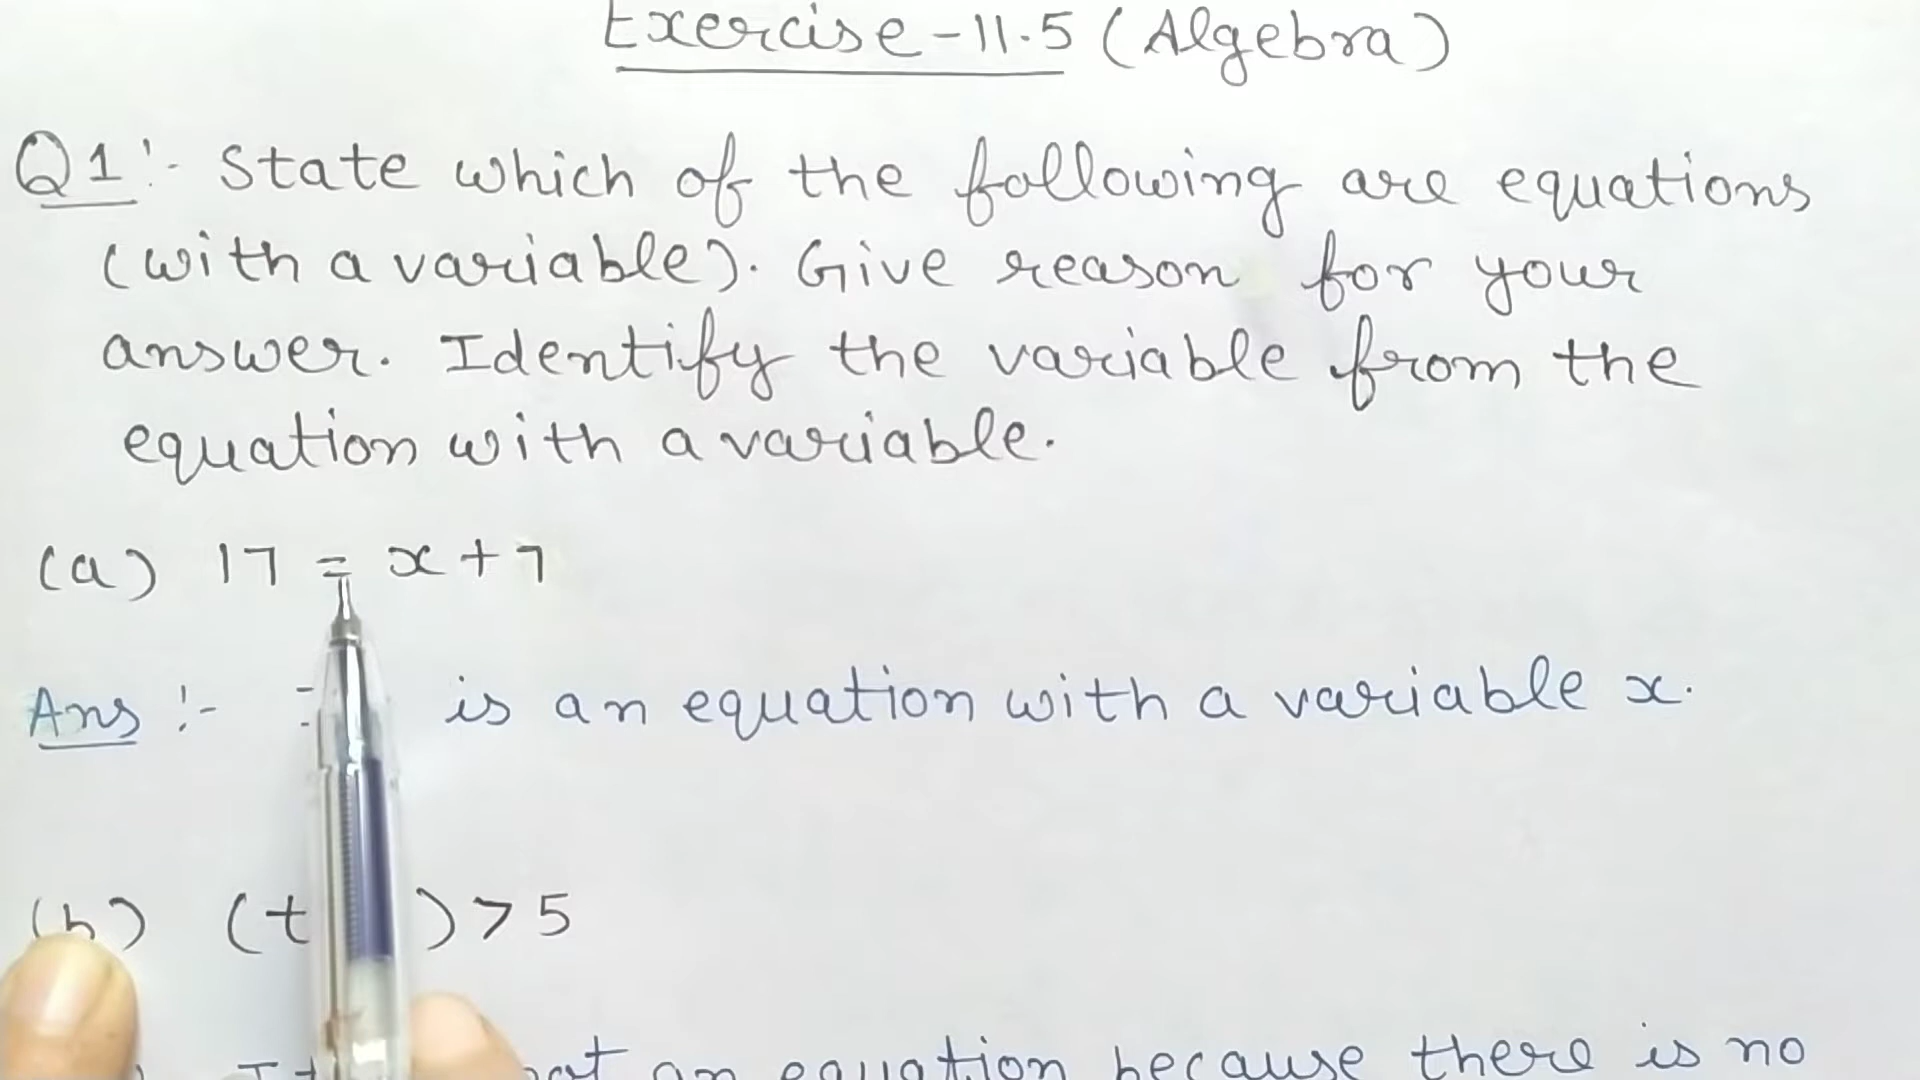 Exercise-11.5 (Algebra)
Q1:- State which of the following are equations
(with a variable). Give reason for your
answer. Identify the variable from the
equation with a variable.
(a) 17 = x+7
Ans :- is an equation with a variable x.
(b) (t ) > 5
not an equation because there is no